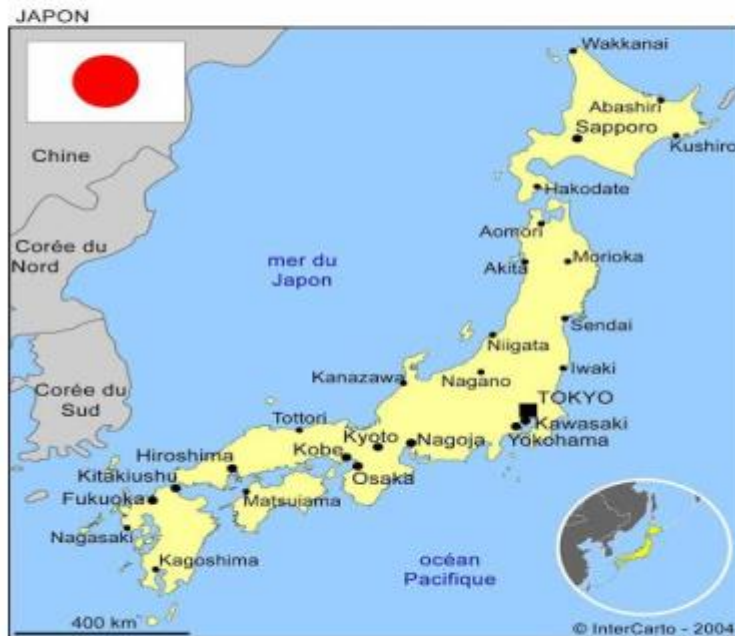 JAPON
Wakkanai
Abashiri
Sapporo
Kushiro
Chine
Hakodate
Corée du
Nord
Aomori
mer du
Japon
Akita
Morioka
Sendai
Niigata
Corée du
Sud
Kanazawa
Nagano
Iwaki
TOKYO
Tottori
Kawasaki
Yokohama
Hiroshima
Kobe
Kyoto
Nagoja
Kitakiushu
Osaka
Fukuoka
Matsuiama
Nagasaki
Kagoshima
océan
Pacifique
400 km
© InterCarto - 2004